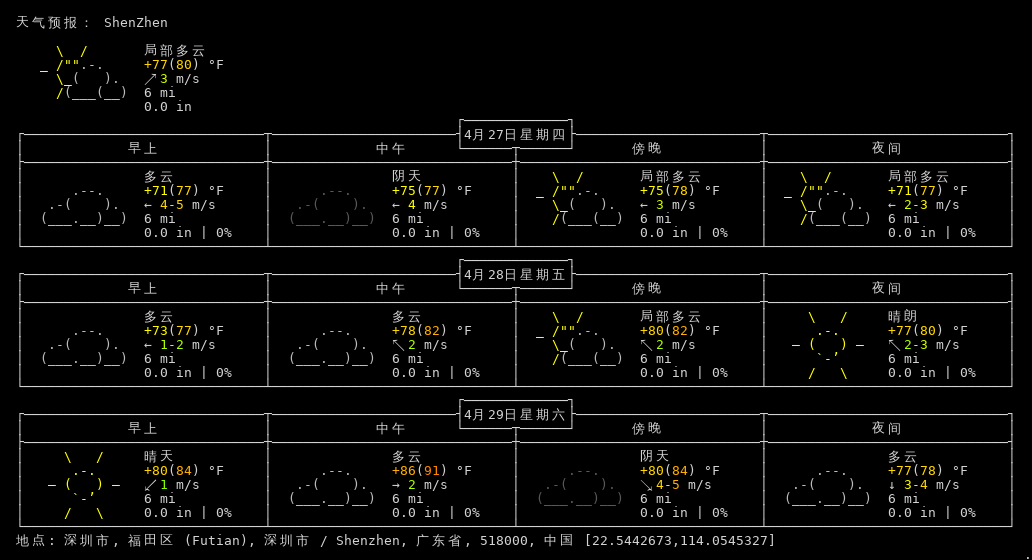 天气预报： ShenZhen
局部多云
+77(80) °F
↗3 m/s
6 mi
0.0 in
4月27日星期四
早上 中午 傍晚 夜间
多云 阴天 局部多云 局部多云
+71(77) °F +75(77) °F +75(78) °F +71(77) °F
← 4-5 m/s ← 4 m/s ← 3 m/s ← 2-3 m/s
6 mi 6 mi 6 mi 6 mi
0.0 in | 0% 0.0 in | 0% 0.0 in | 0% 0.0 in | 0%
4月28日星期五
早上 中午 傍晚 夜间
多云 多云 局部多云 晴朗
+73(77) °F +78(82) °F +80(82) °F +77(80) °F
← 1-2 m/s ↖2 m/s ↖2 m/s ↖2-3 m/s
6 mi 6 mi 6 mi 6 mi
0.0 in | 0% 0.0 in | 0% 0.0 in | 0% 0.0 in | 0%
4月29日星期六
早上 中午 傍晚 夜间
晴天 多云 阴天 多云
+80(84) °F +86(91) °F +80(84) °F +77(78) °F
↙1 m/s → 2 m/s ↘4-5 m/s ↓ 3-4 m/s
6 mi 6 mi 6 mi 6 mi
0.0 in | 0% 0.0 in | 0% 0.0 in | 0% 0.0 in | 0%
地点: 深圳市, 福田区 (Futian), 深圳市 / Shenzhen, 广东省, 518000, 中国 [22.5442673,114.0545327]